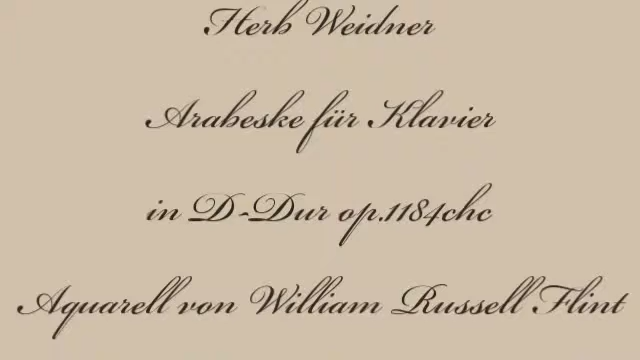 Herb Weidner
Arabeske für Klavier
in D-Dur op.1184chc
Aquarell von William Russell Flint